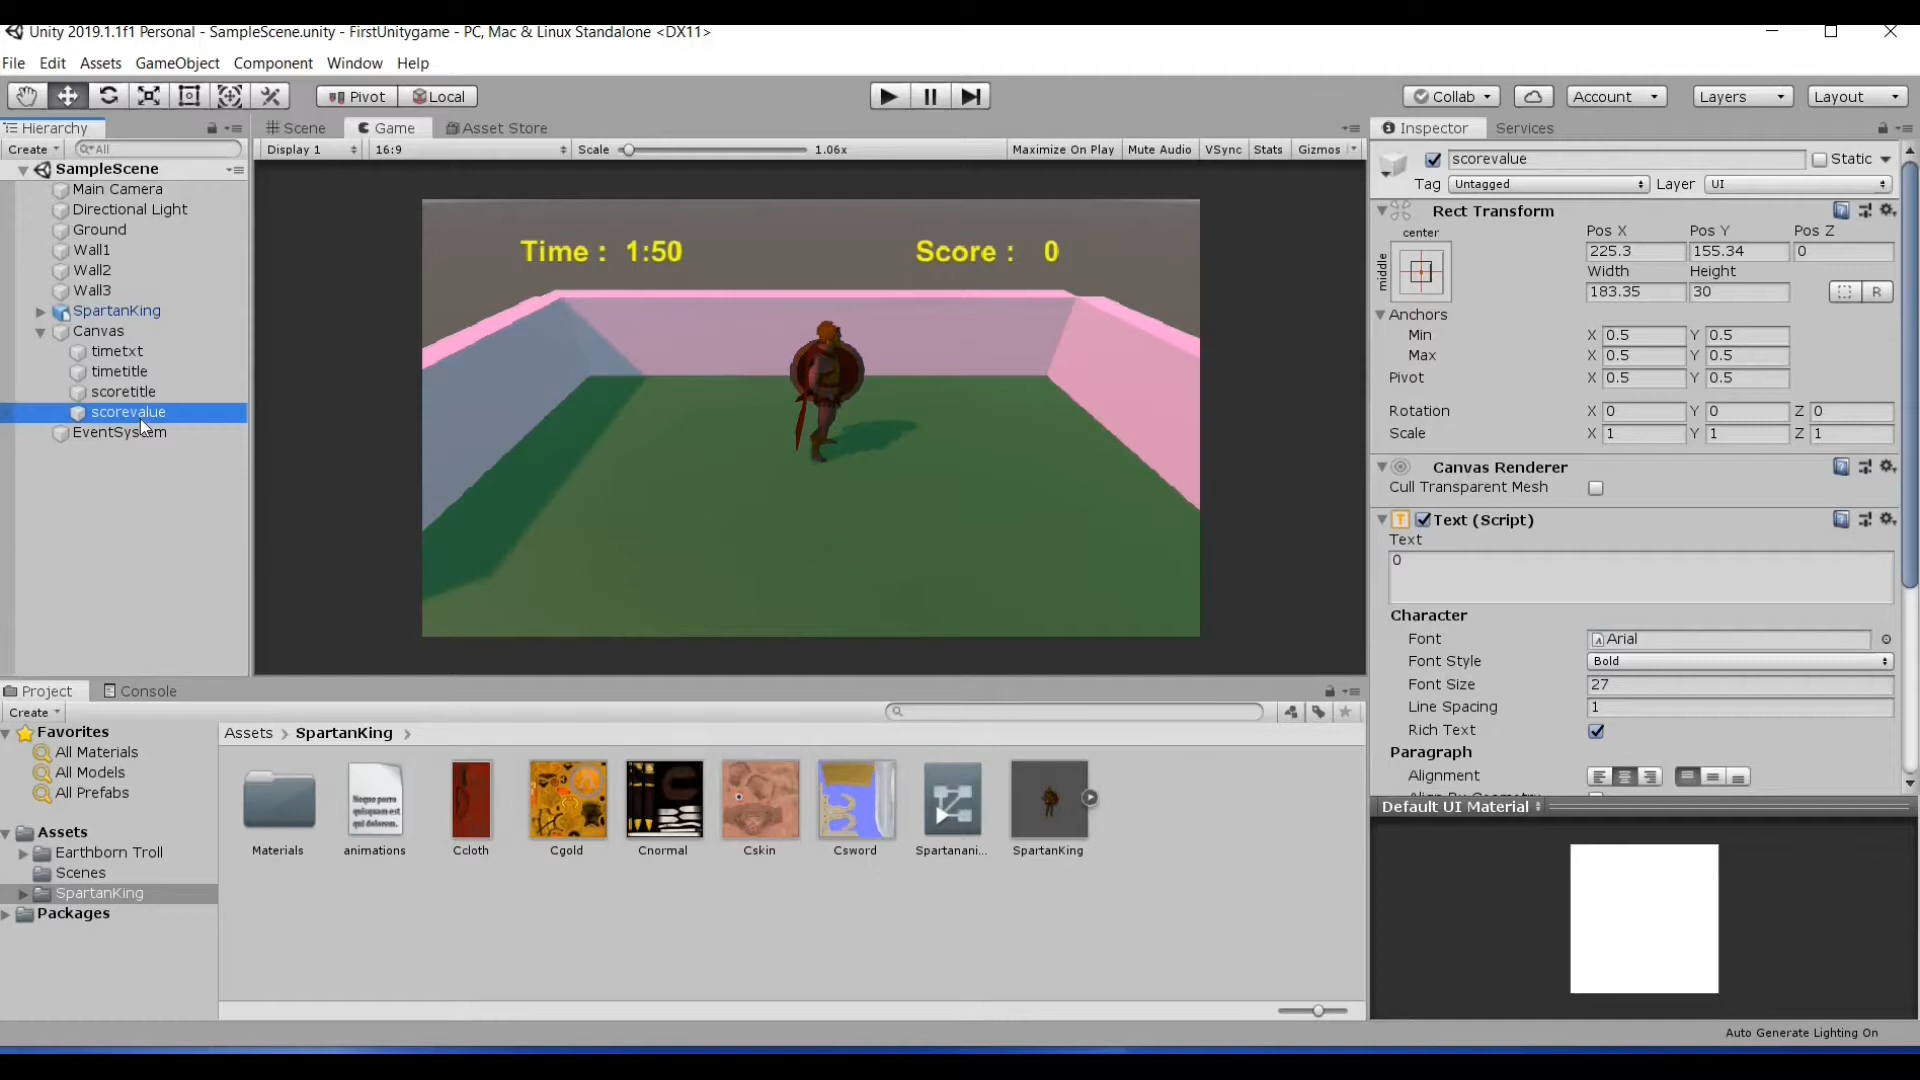 Unity 2019.1.1f1 Personal - SampleScene.unity - FirstUnitygame - PC, Mac & Linux Standalone <DX11>
File Edit Assets GameObject Component Window Help
Pivot Local Collab Account Layers Layout
Hierarchy Scene Game Asset Store Inspector Services
Create All Display 1 16:9 Scale 1.06x Maximize On Play Mute Audio VSync Stats Gizmos
scorevalue Static
Tag Untagged Layer UI
SampleScene
Main Camera
Directional Light
Ground
Wall1
Wall2
Wall3
SpartanKing
Canvas
timetxt
timetitle
scoretitle
scorevalue
EventSystem
Time : 1:50 Score : 0
Rect Transform
center
middle
Pos X Pos Y Pos Z
225.3 155.34 0
Width Height
183.35 30 R
Anchors
Min X 0.5 Y 0.5
Max X 0.5 Y 0.5
Pivot X 0.5 Y 0.5
Rotation X 0 Y 0 Z 0
Scale X 1 Y 1 Z 1
Canvas Renderer
Cull Transparent Mesh
T Text (Script)
Text
0
Character
Font Arial
Font Style Bold
Font Size 27
Line Spacing 1
Rich Text
Paragraph
Alignment
Default UI Material
Project Console
Create
Favorites
All Materials
All Models
All Prefabs
Assets
Earthborn Troll
Scenes
SpartanKing
Packages
Assets > SpartanKing >
Neque porro quisquam est qui dolorem.
Materials animations Ccloth Cgold Cnormal Cskin Csword Spartanani... SpartanKing
Auto Generate Lighting On